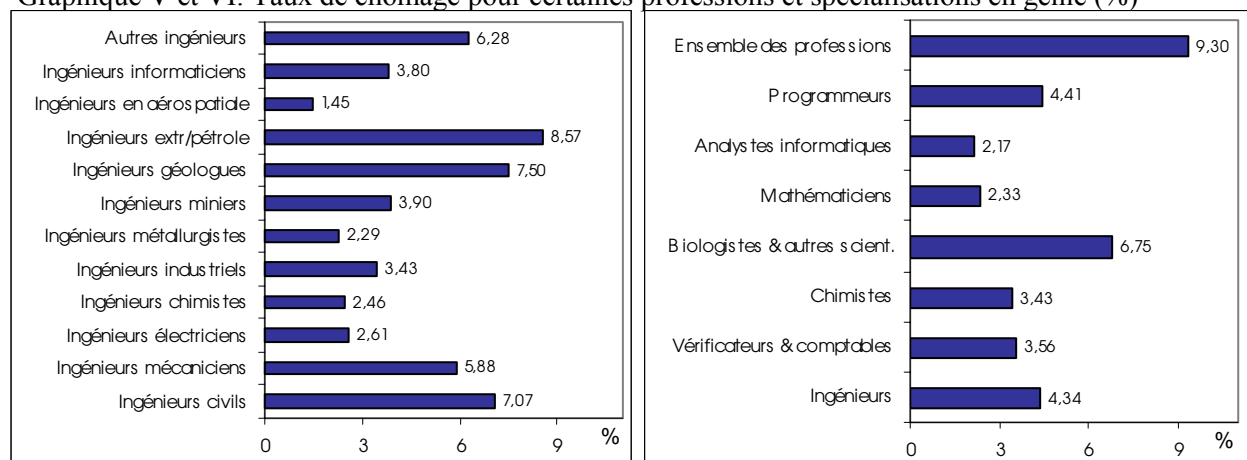 Graphique V et VI: Taux de chômage pour certaines professions et spécialisations en génie (%)
Autres ingénieurs 6,28
Ingénieurs informaticiens 3,80
Ingénieurs en aérospatiale 1,45
Ingénieurs extr/pétrole 8,57
Ingénieurs géologues 7,50
Ingénieurs miniers 3,90
Ingénieurs métallurgistes 2,29
Ingénieurs industriels 3,43
Ingénieurs chimistes 2,46
Ingénieurs électriciens 2,61
Ingénieurs mécaniciens 5,88
Ingénieurs civils 7,07
0 3 6 9 %
Ensemble des professions 9,30
Programmeurs 4,41
Analystes informatiques 2,17
Mathématiciens 2,33
Biologistes & autres scient. 6,75
Chimistes 3,43
Vérificateurs & comptables 3,56
Ingénieurs 4,34
0 3 6 9 %